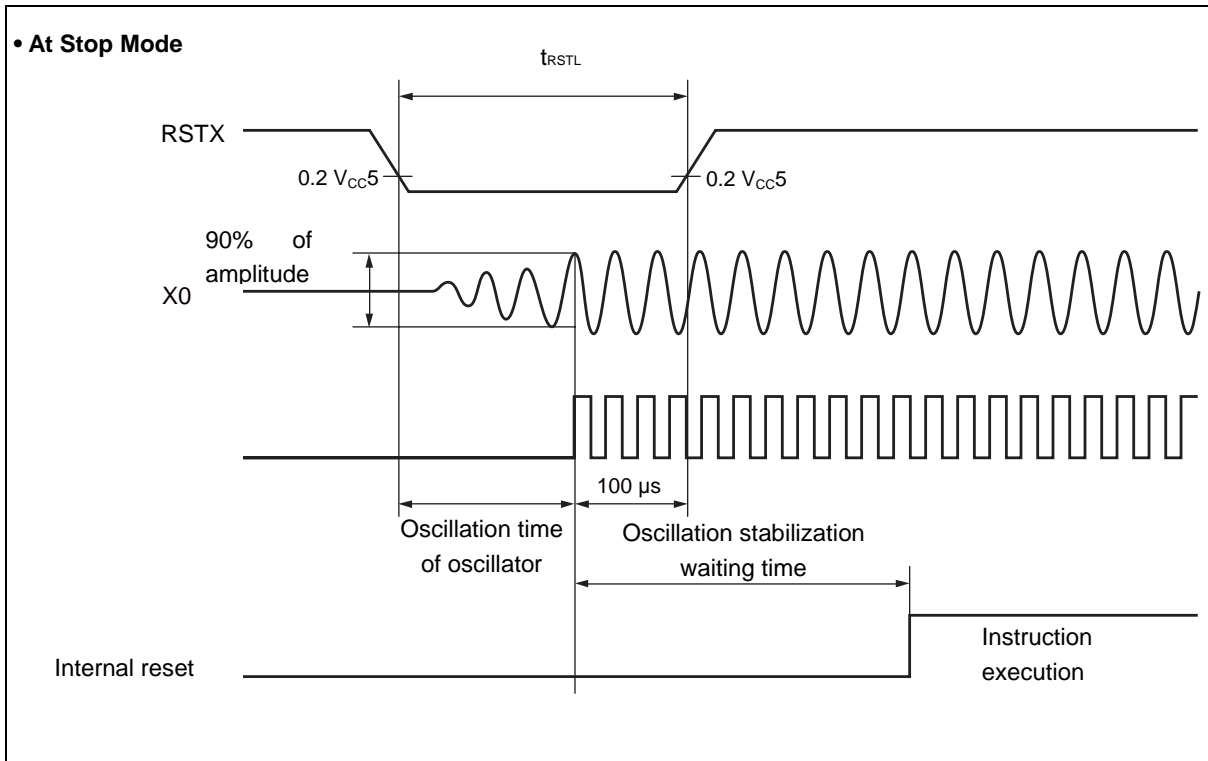 • At Stop Mode
tRSTL
RSTX
0.2 VCC5
0.2 VCC5
90% of
amplitude
X0
100 µs
Oscillation time
of oscillator
Oscillation stabilization
waiting time
Internal reset
Instruction
execution